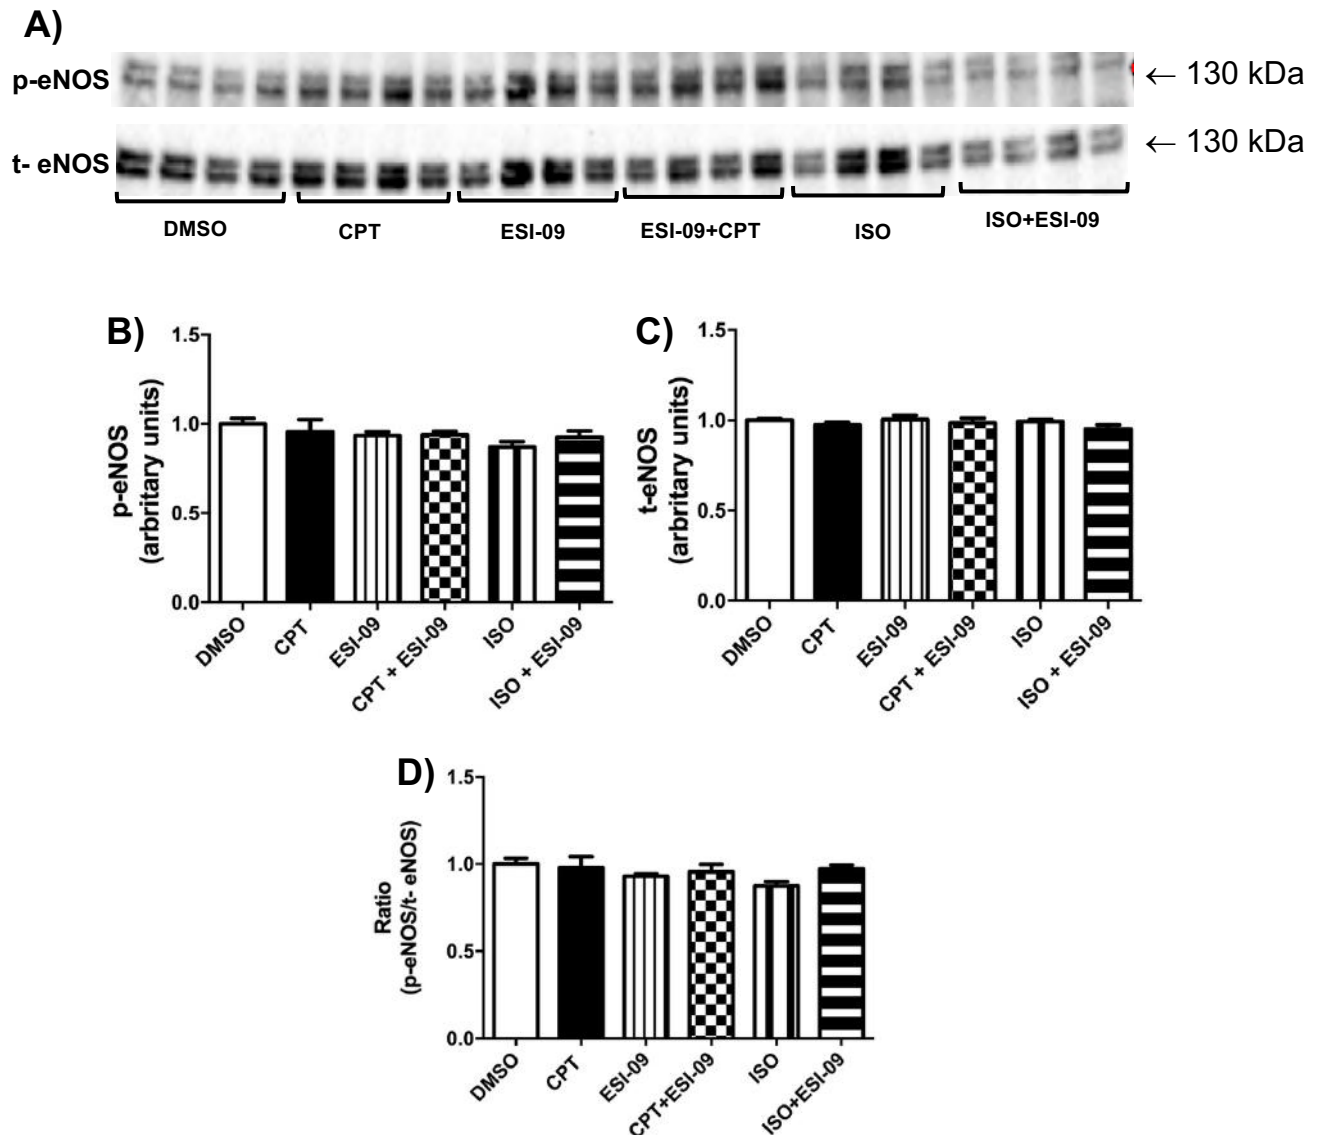 A)
p-eNOS
← 130 kDa
t- eNOS
← 130 kDa
DMSO
CPT
ESI-09
ESI-09+CPT
ISO
ISO+ESI-09
B)
p-eNOS
(arbritary units)
1.5
1.0
0.5
0.0
DMSO
CPT
ESI-09
CPT + ESI-09
ISO
ISO + ESI-09
C)
t-eNOS
(arbritary units)
1.5
1.0
0.5
0.0
DMSO
CPT
ESI-09
CPT + ESI-09
ISO
ISO + ESI-09
D)
Ratio
(p-eNOS/t- eNOS)
1.5
1.0
0.5
0.0
DMSO
CPT
ESI-09
CPT+ESI-09
ISO
ISO+ESI-09